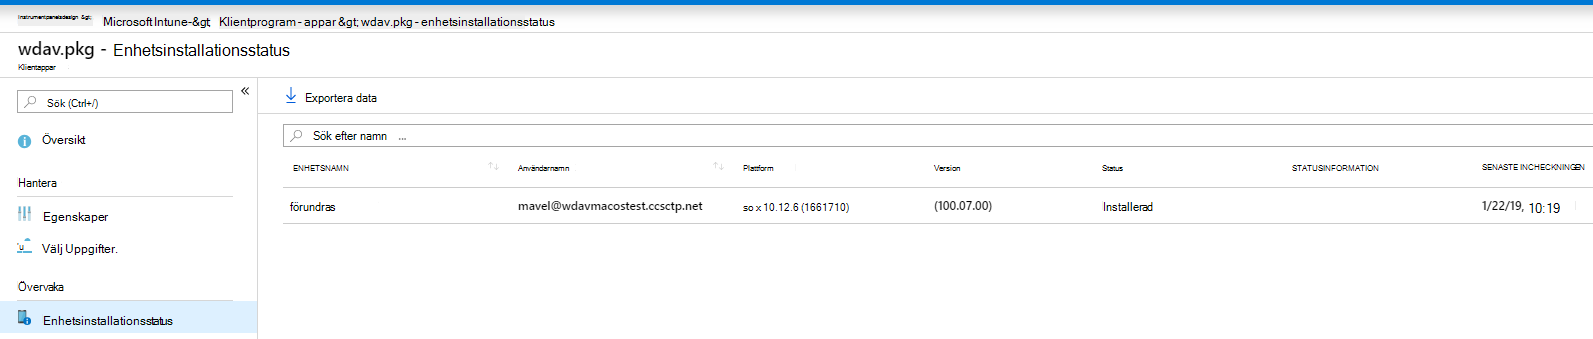 Instrumentpanelsdesign &gt; Microsoft Intune-&gt; Klientprogram - appar &gt; wdav.pkg - enhetsinstallationsstatus
wdav.pkg - Enhetsinstallationsstatus
Klientappar
Sök (Ctrl+/)
«
Exportera data
Sök efter namn ...
Översikt
ENHETSNAMN Användarnamn Plattform Version Status STATUSINFORMATION SENASTE INCHECKNINGEN
Hantera
förundras mavel@wdavmacostest.ccsctp.net so x 10.12.6 (1661710) (100.07.00) Installerad 1/22/19, 10:19
Egenskaper
Välj Uppgifter.
Övervaka
Enhetsinstallationsstatus